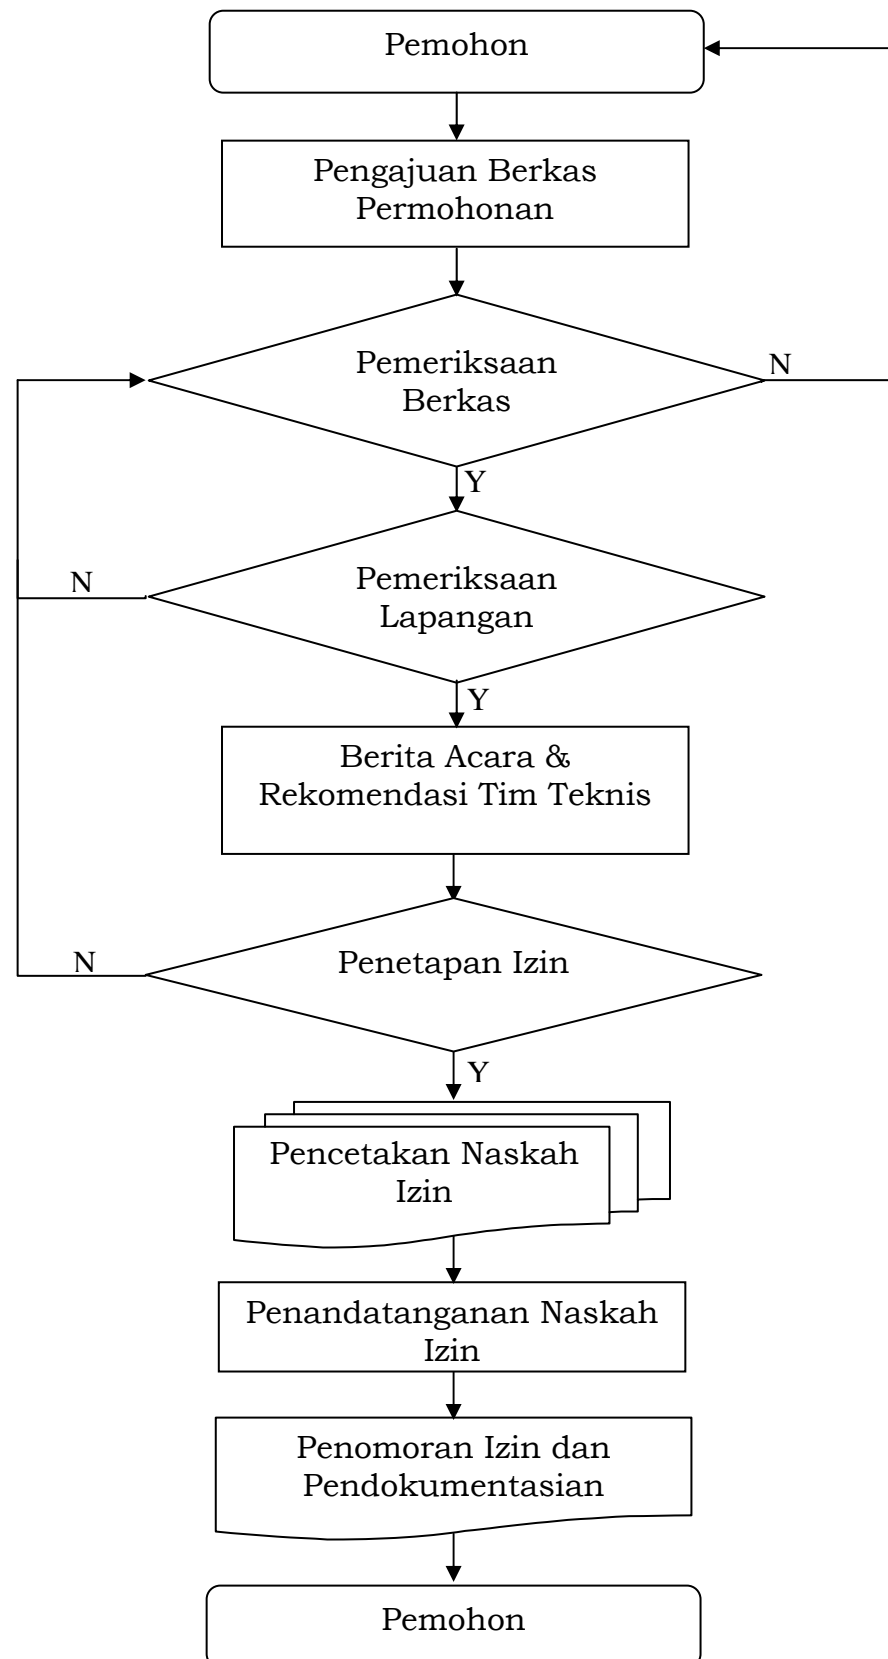 Pemohon
Pengajuan Berkas
Permohonan
Pemeriksaan
Berkas
N
Y
Pemeriksaan
Lapangan
N
Y
Berita Acara &
Rekomendasi Tim Teknis
Penetapan Izin
N
Y
Pencetakan Naskah
Izin
Penandatanganan Naskah
Izin
Penomoran Izin dan
Pendokumentasian
Pemohon